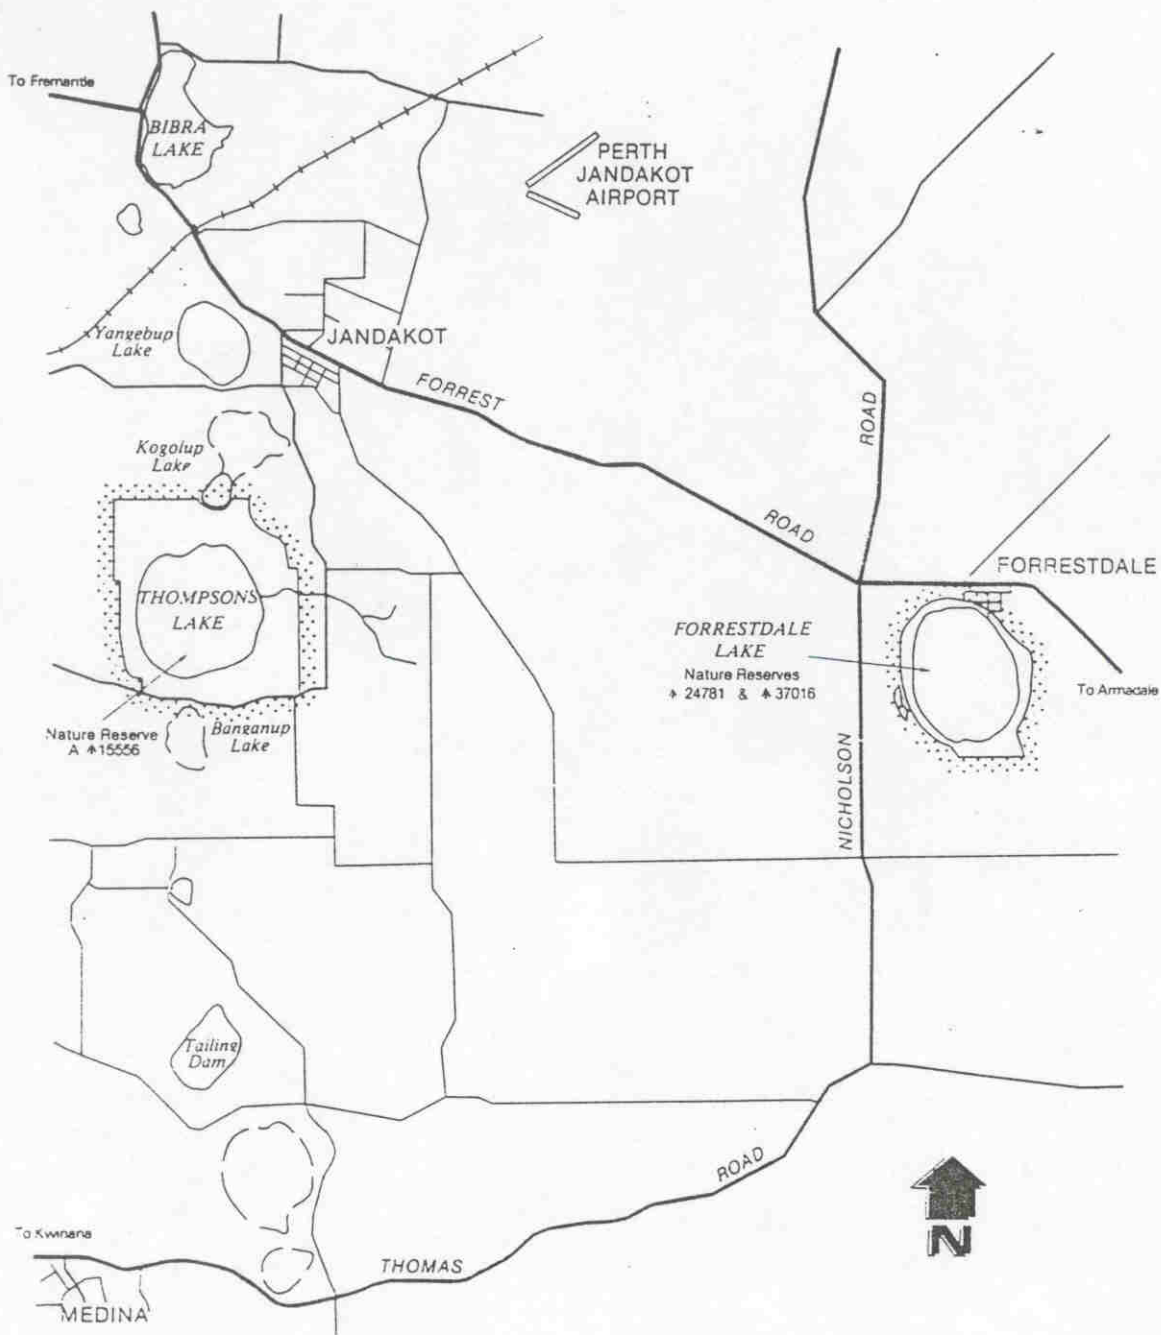 To Fremantle
BIBRA
LAKE
PERTH
JANDAKOT
AIRPORT
Yangebup
Lake
JANDAKOT
FORREST
ROAD
Kogolup
Lake
ROAD
FORRESTDALE
THOMPSONS
LAKE
FORRESTDALE
LAKE
Nature Reserves
24781 & 37016
To Armadale
Nature Reserve
A 15556
Banganup
Lake
NICHOLSON
Tailing
Dam
ROAD
To Kwinana
THOMAS
MEDINA
N